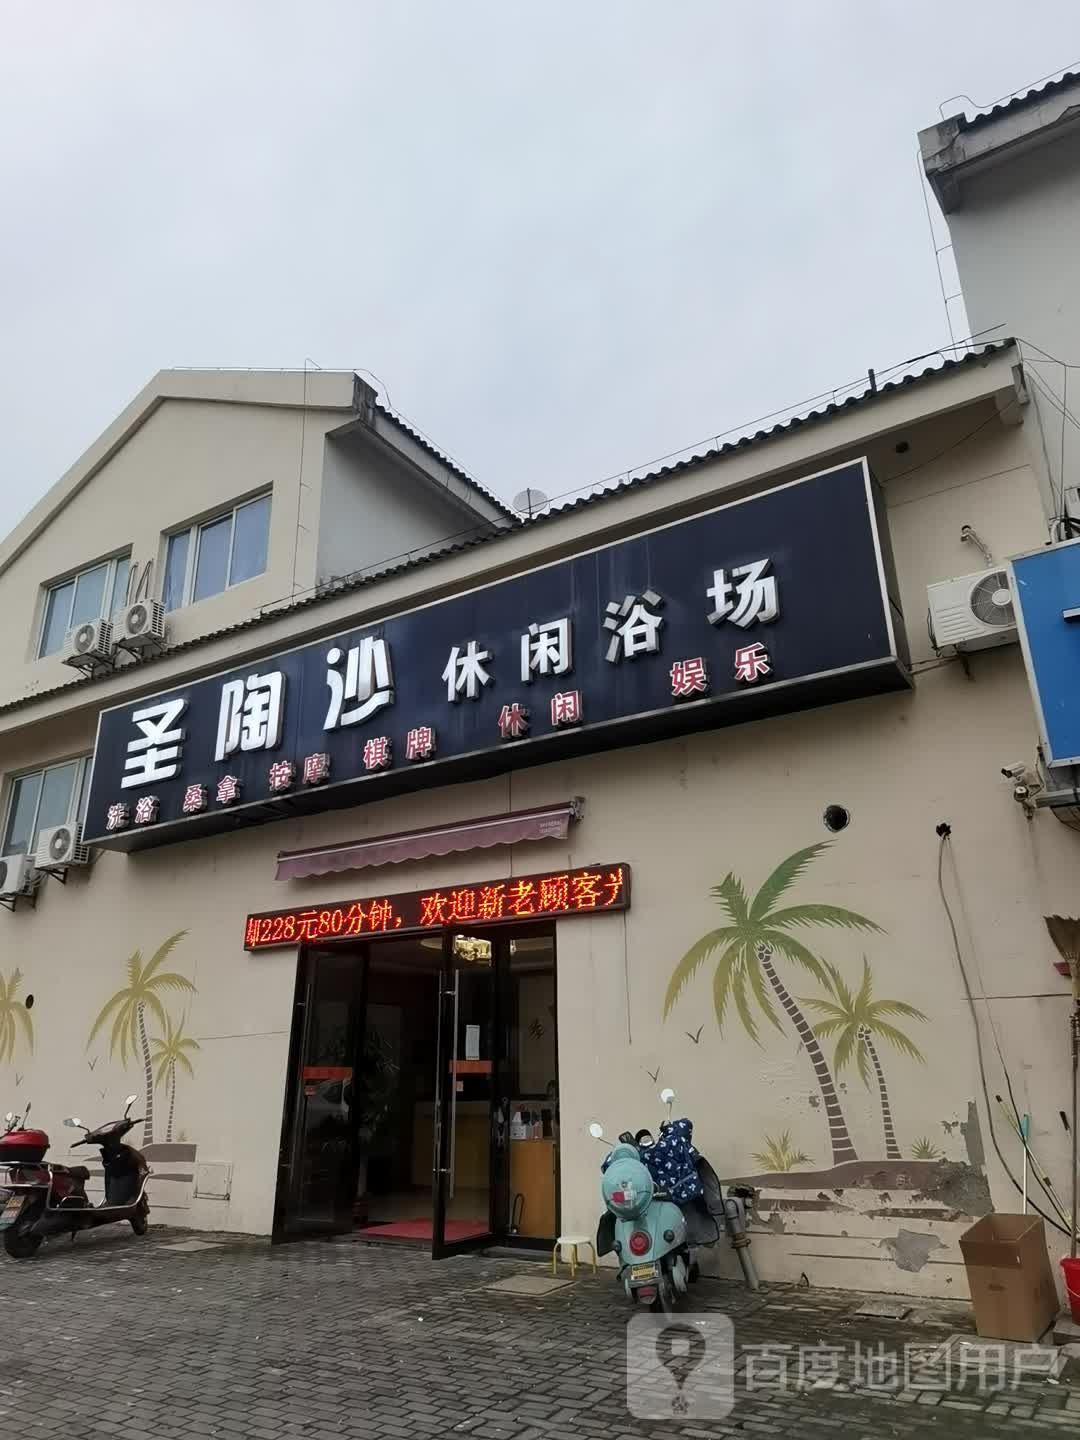 圣陶沙 休闲浴场
洗浴 桑拿 按摩 棋牌 休闲 娱乐
228元80分钟，欢迎新老顾客光
百度地图用户